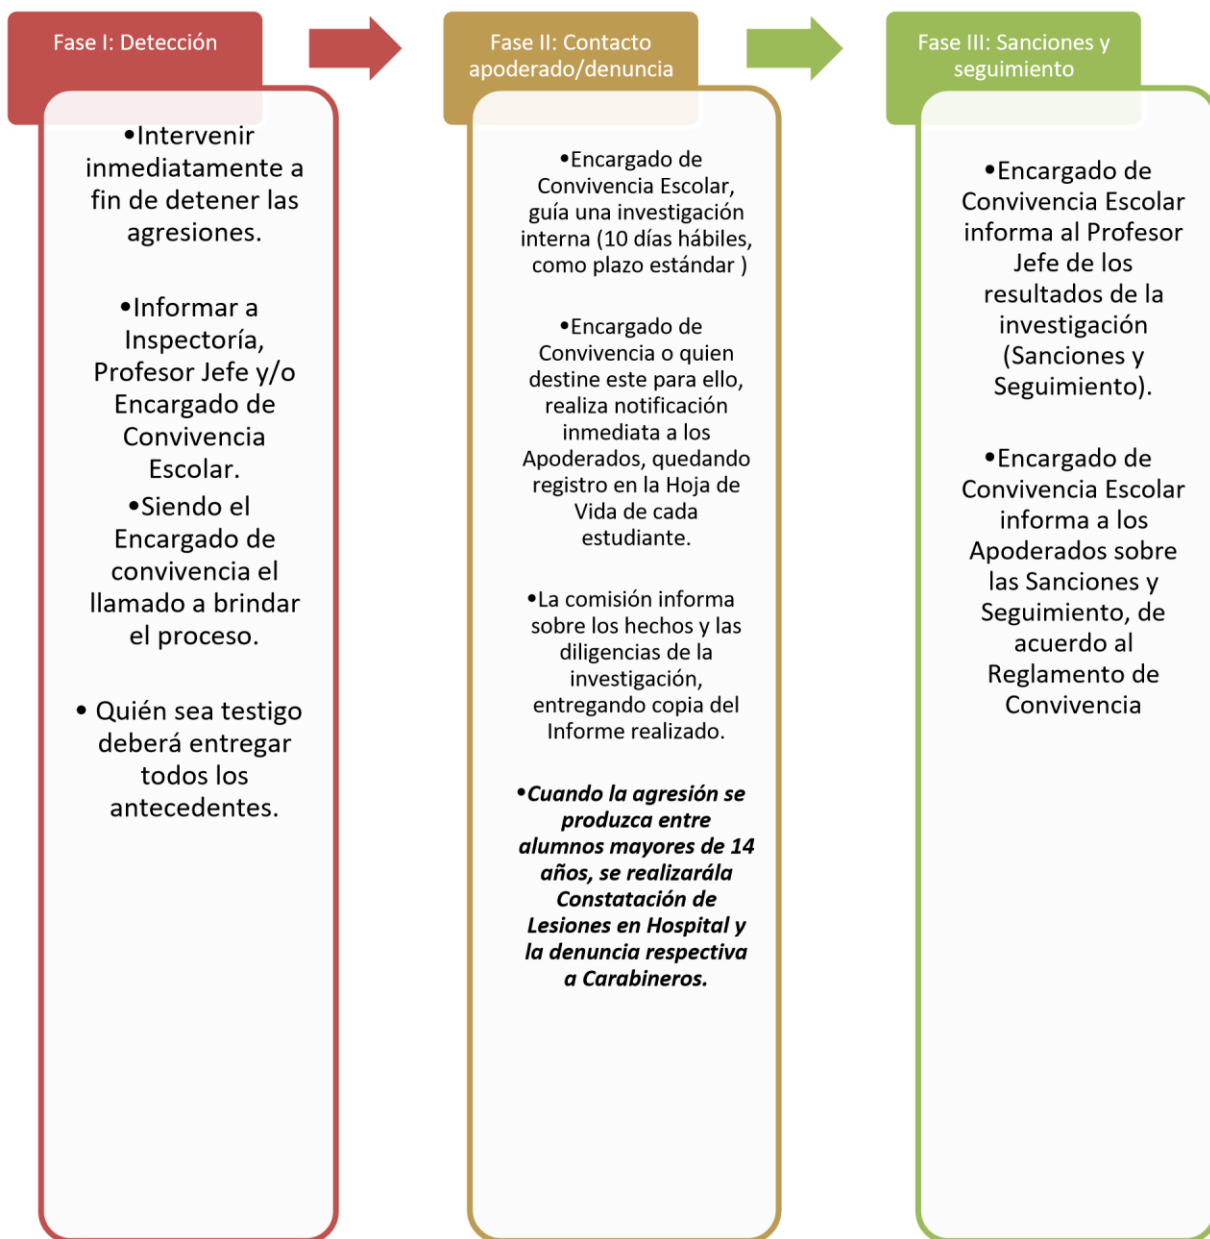 Fase I: Detección
•Intervenir
inmediatamente a
fin de detener las
agresiones.
•Informar a
Inspectoría,
Profesor Jefe y/o
Encargado de
Convivencia
Escolar.
•Siendo el
Encargado de
convivencia el
llamado a brindar
el proceso.
• Quién sea testigo
deberá entregar
todos los
antecedentes.
Fase II: Contacto
apoderado/denuncia
•Encargado de
Convivencia Escolar,
guía una investigación
interna (10 días hábiles,
como plazo estándar )
•Encargado de
Convivencia o quien
destine este para ello,
realiza notificación
inmediata a los
Apoderados, quedando
registro en la Hoja de
Vida de cada
estudiante.
•La comisión informa
sobre los hechos y las
diligencias de la
investigación,
entregando copia del
Informe realizado.
•Cuando la agresión se
produzca entre
alumnos mayores de 14
años, se realizarála
Constatación de
Lesiones en Hospital y
la denuncia respectiva
a Carabineros.
Fase III: Sanciones y
seguimiento
•Encargado de
Convivencia Escolar
informa al Profesor
Jefe de los
resultados de la
investigación
(Sanciones y
Seguimiento).
•Encargado de
Convivencia Escolar
informa a los
Apoderados sobre
las Sanciones y
Seguimiento, de
acuerdo al
Reglamento de
Convivencia